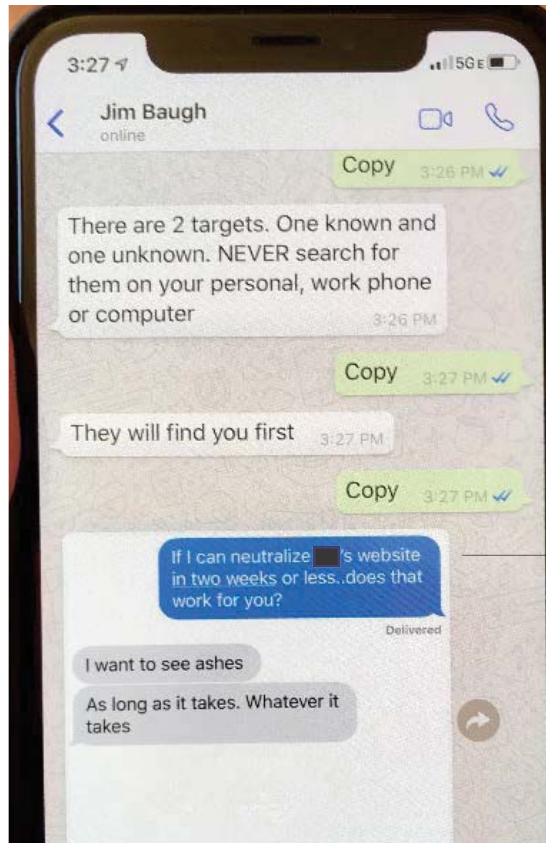 3:27
5G E
Jim Baugh
online
Copy 3:26 PM
There are 2 targets. One known and
one unknown. NEVER search for
them on your personal, work phone
or computer
3:26 PM
Copy 3:27 PM
They will find you first 3:27 PM
Copy 3:27 PM
If I can neutralize 's website
in two weeks or less..does that
work for you?
Delivered
I want to see ashes
As long as it takes. Whatever it
takes